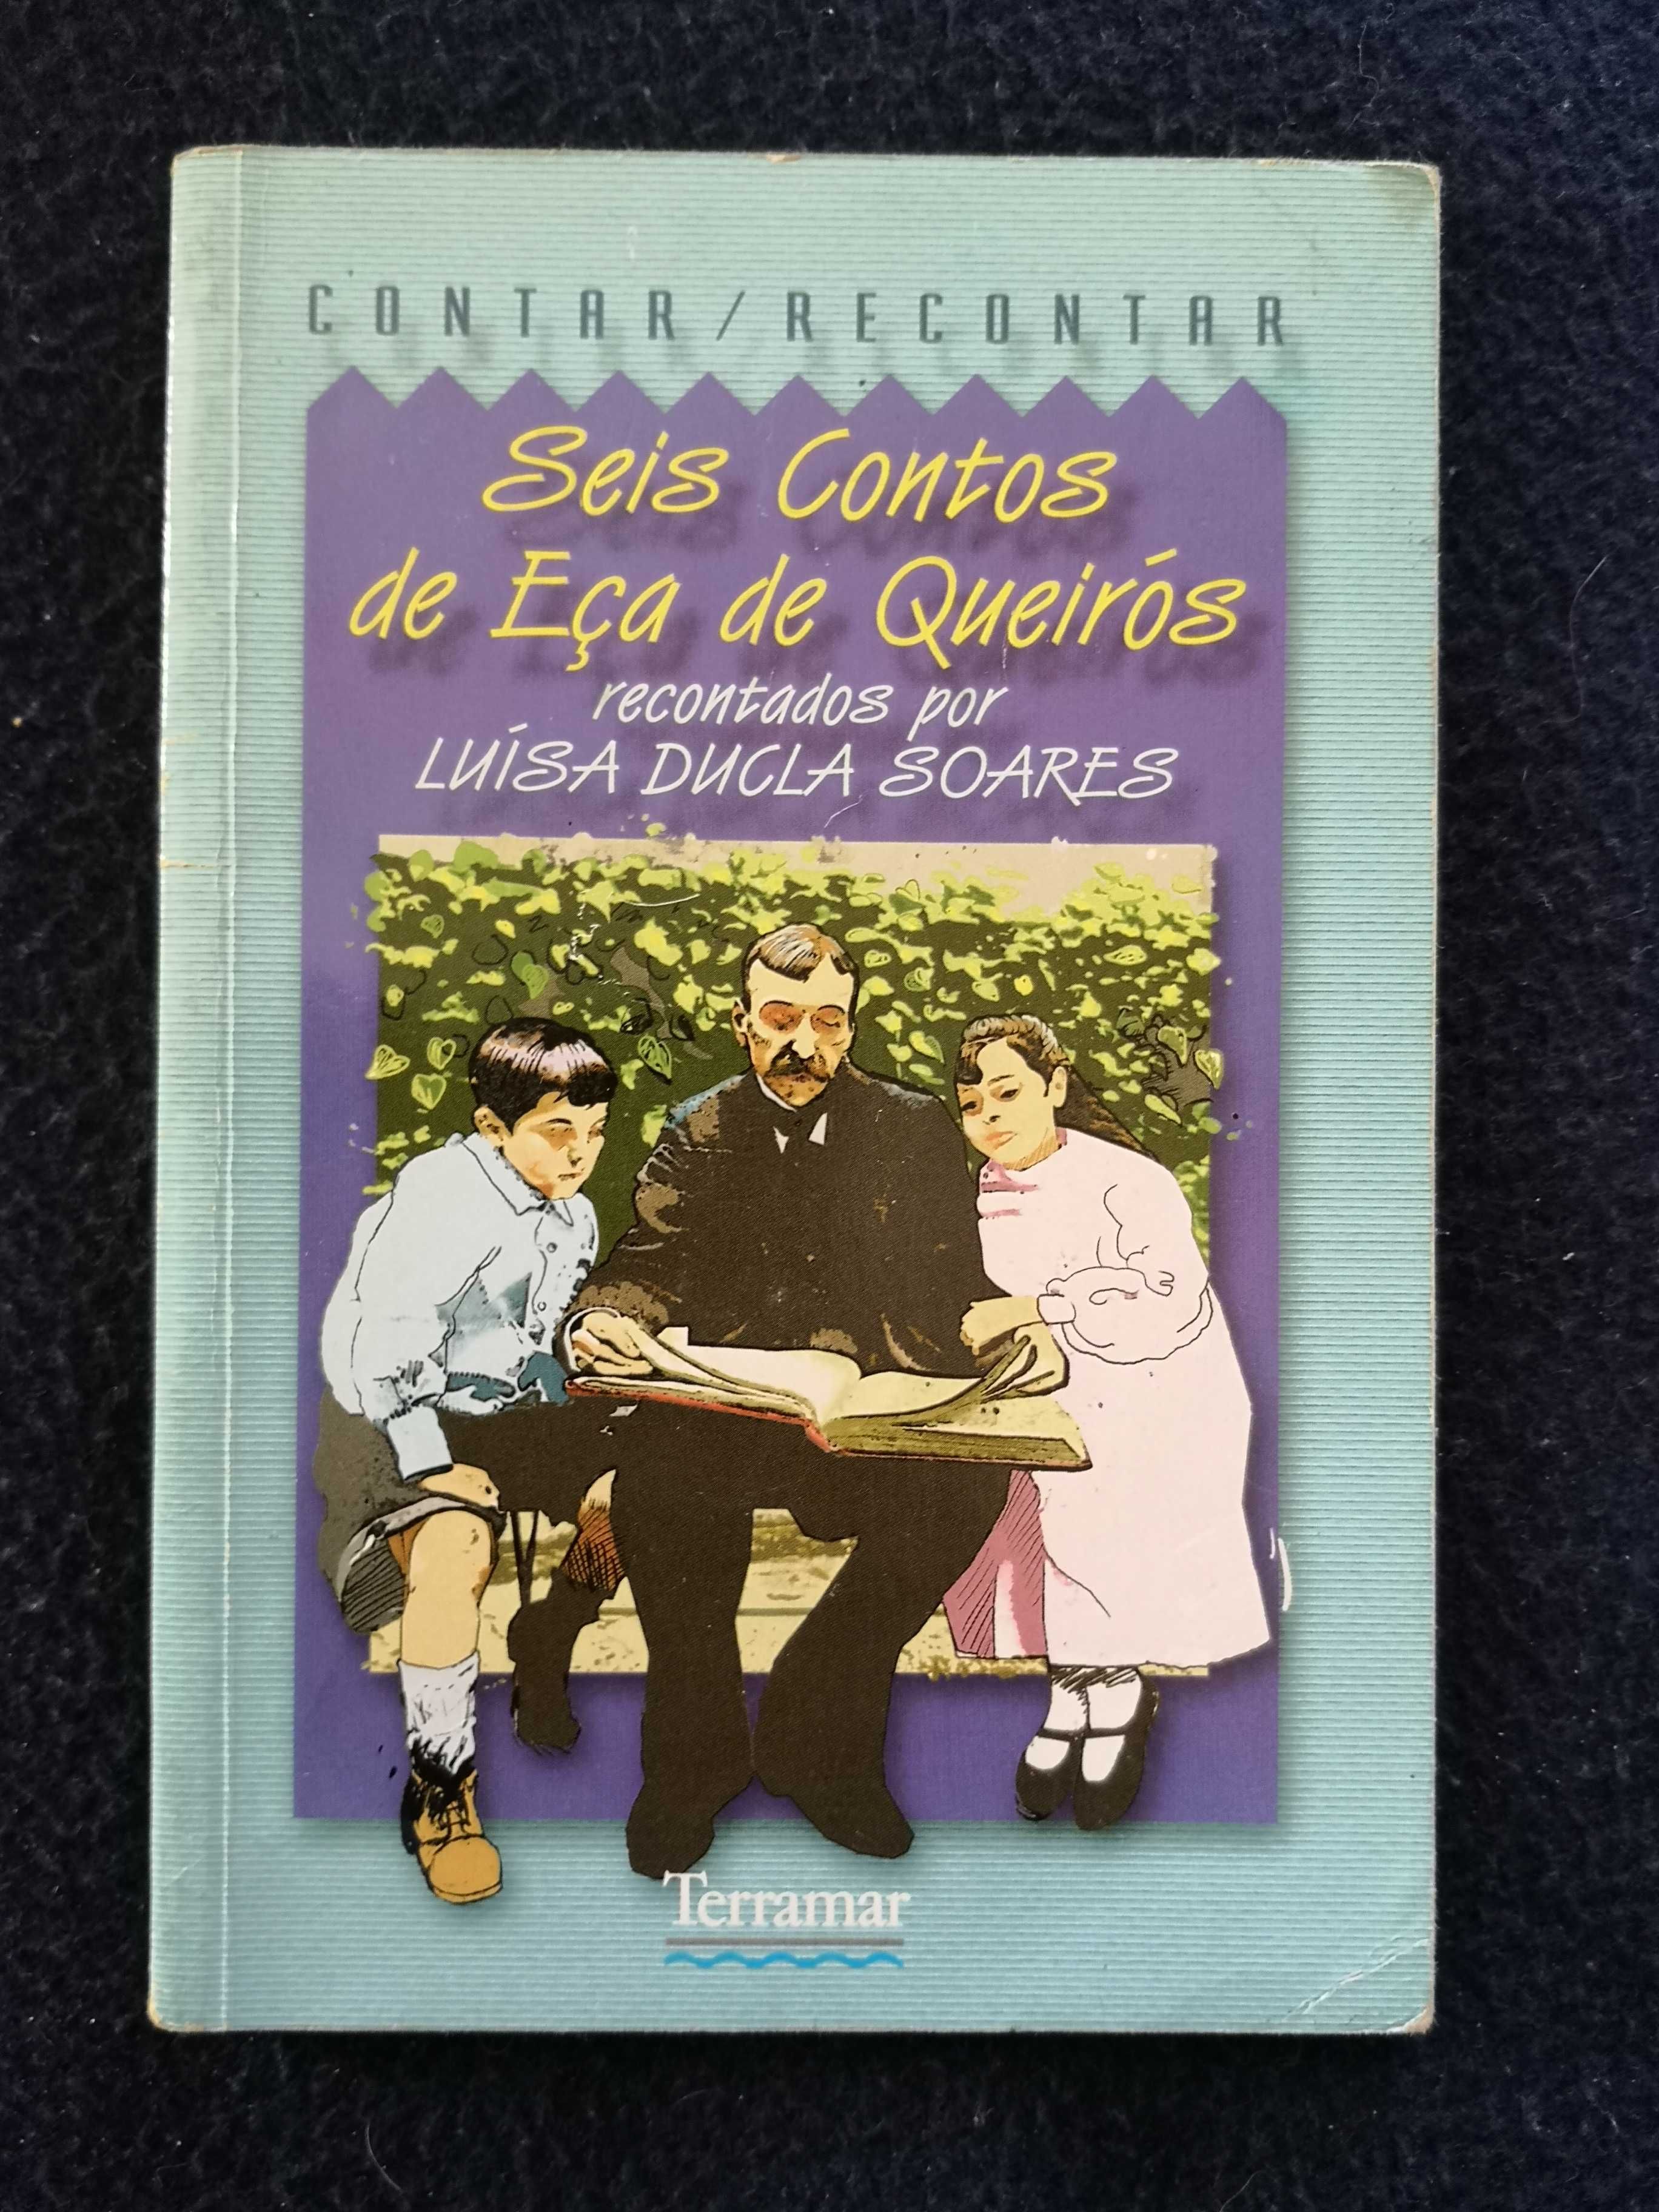 CONTAR/RECONTAR
Seis Contos
de Eça de Queirós
recontados por
LUÍSA DUCLA SOARES
Terramar